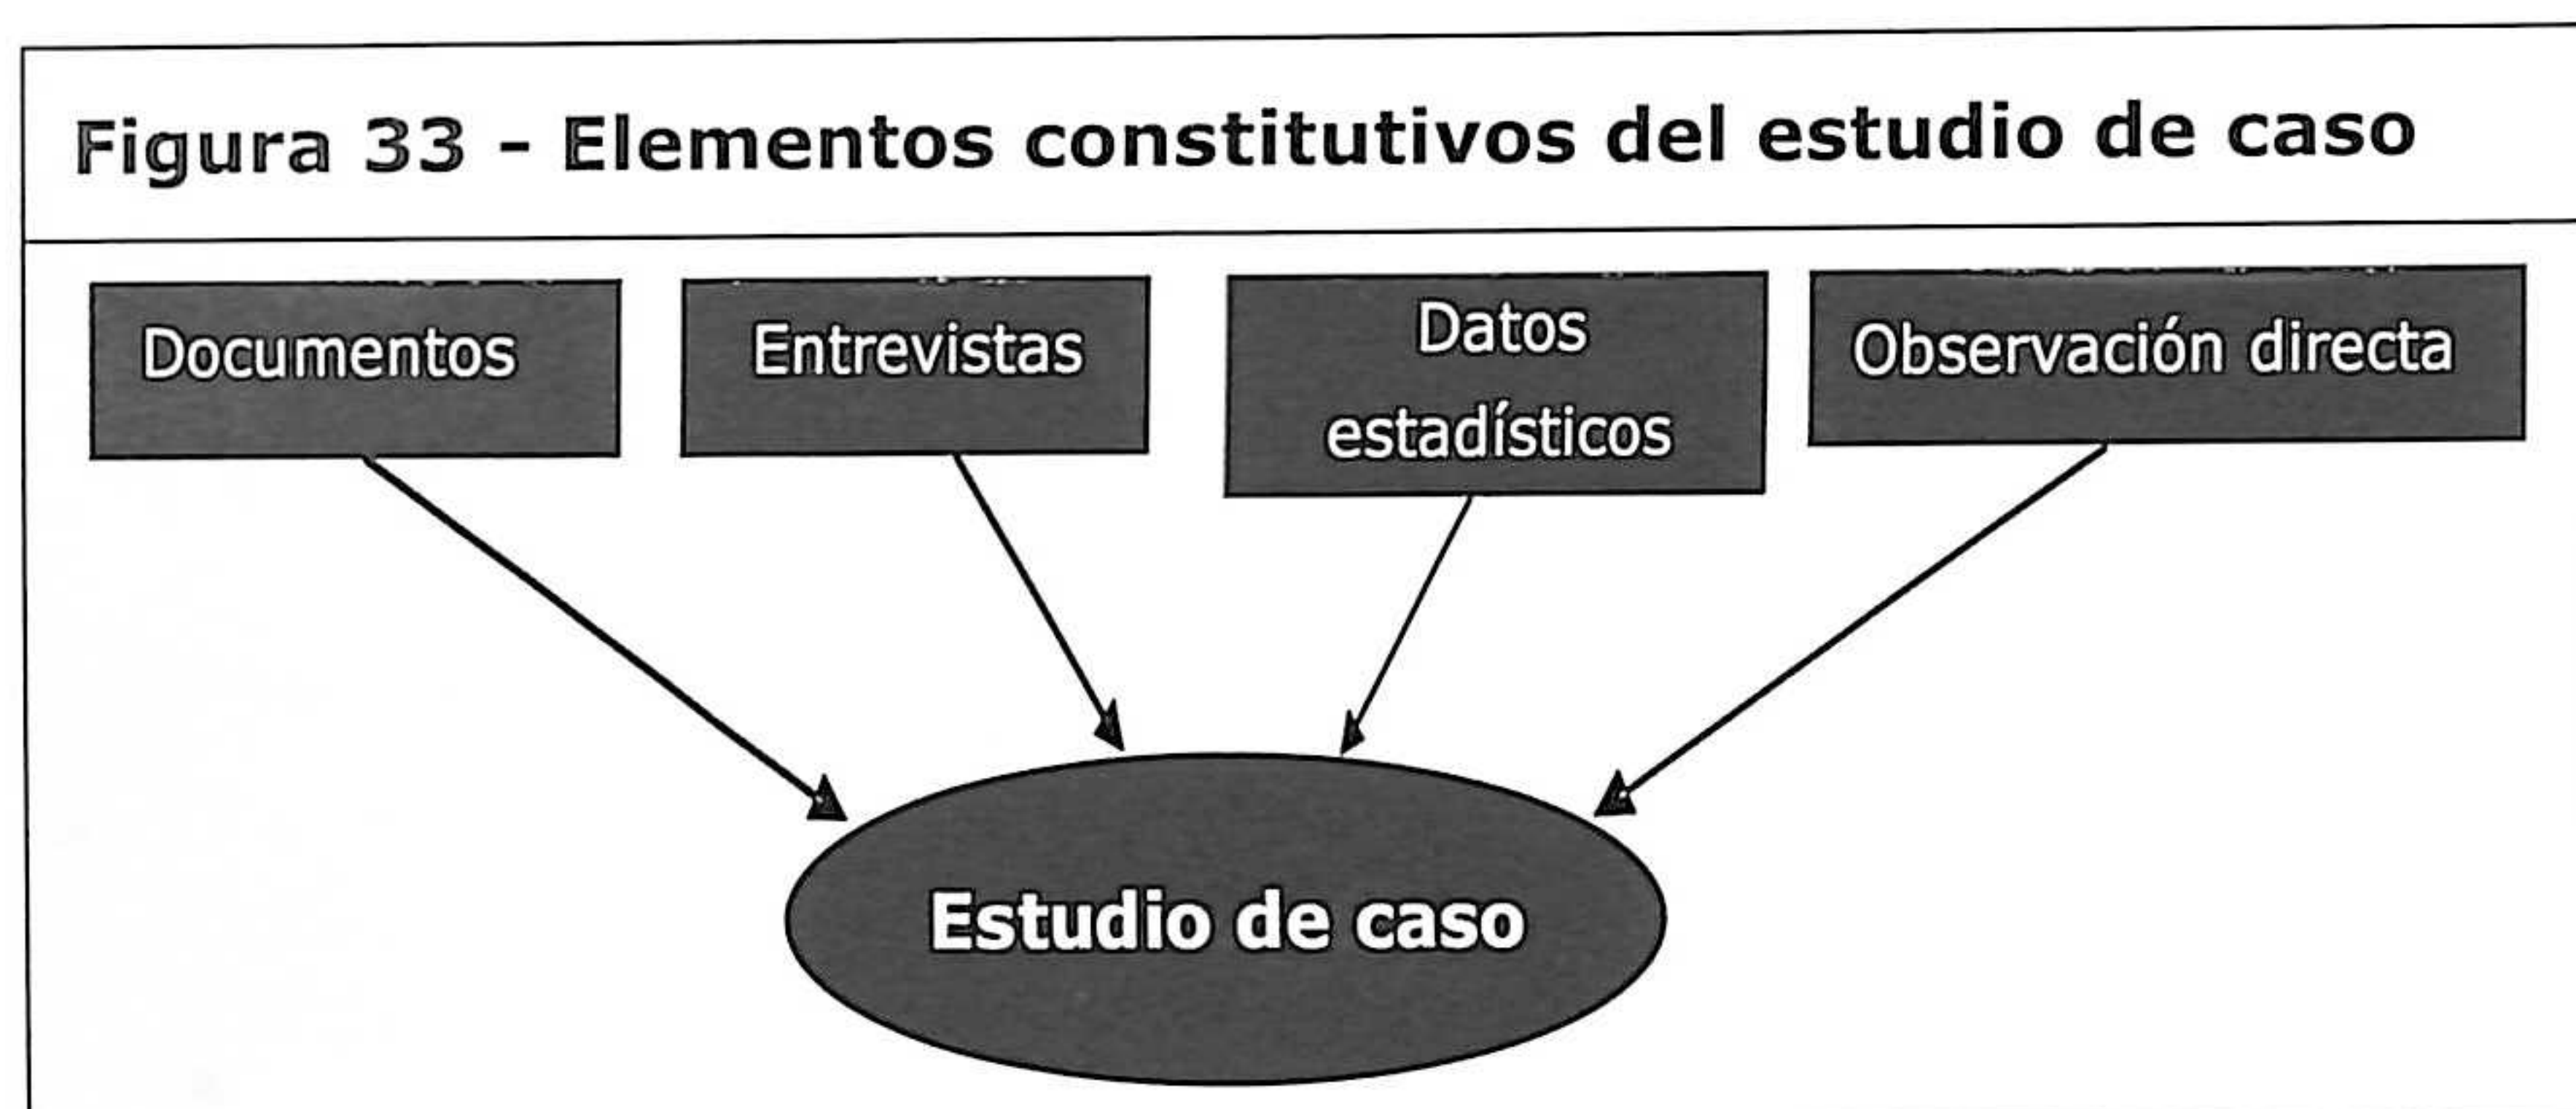 Figura 33 - Elementos constitutivos del estudio de caso
Documentos
Entrevistas
Datos
estadísticos
Observación directa
Estudio de caso